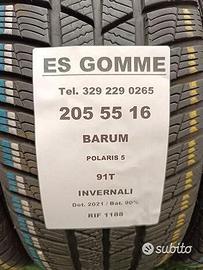 ES GOMME
Tel. 329 229 0265
205 55 16
BARUM
POLARIS 5
91T
INVERNALI
Dot. 2021 / Bat. 90%
RIF 1188
subito